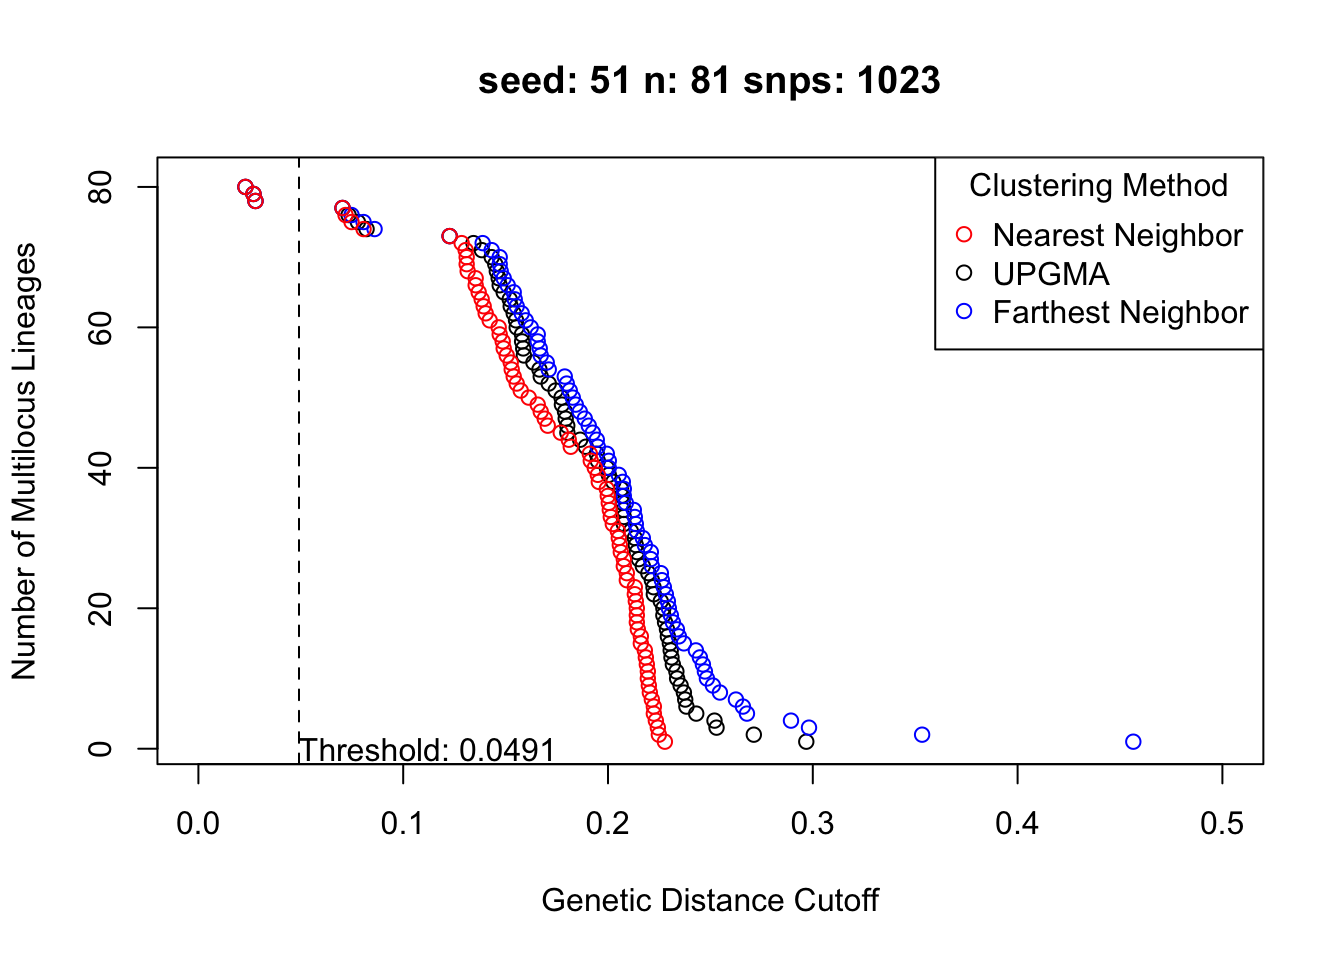 seed: 51 n: 81 snps: 1023
Number of Multilocus Lineages
80
60
40
20
0
Clustering Method
Nearest Neighbor
UPGMA
Farthest Neighbor
Threshold: 0.0491
0.0 0.1 0.2 0.3 0.4 0.5
Genetic Distance Cutoff